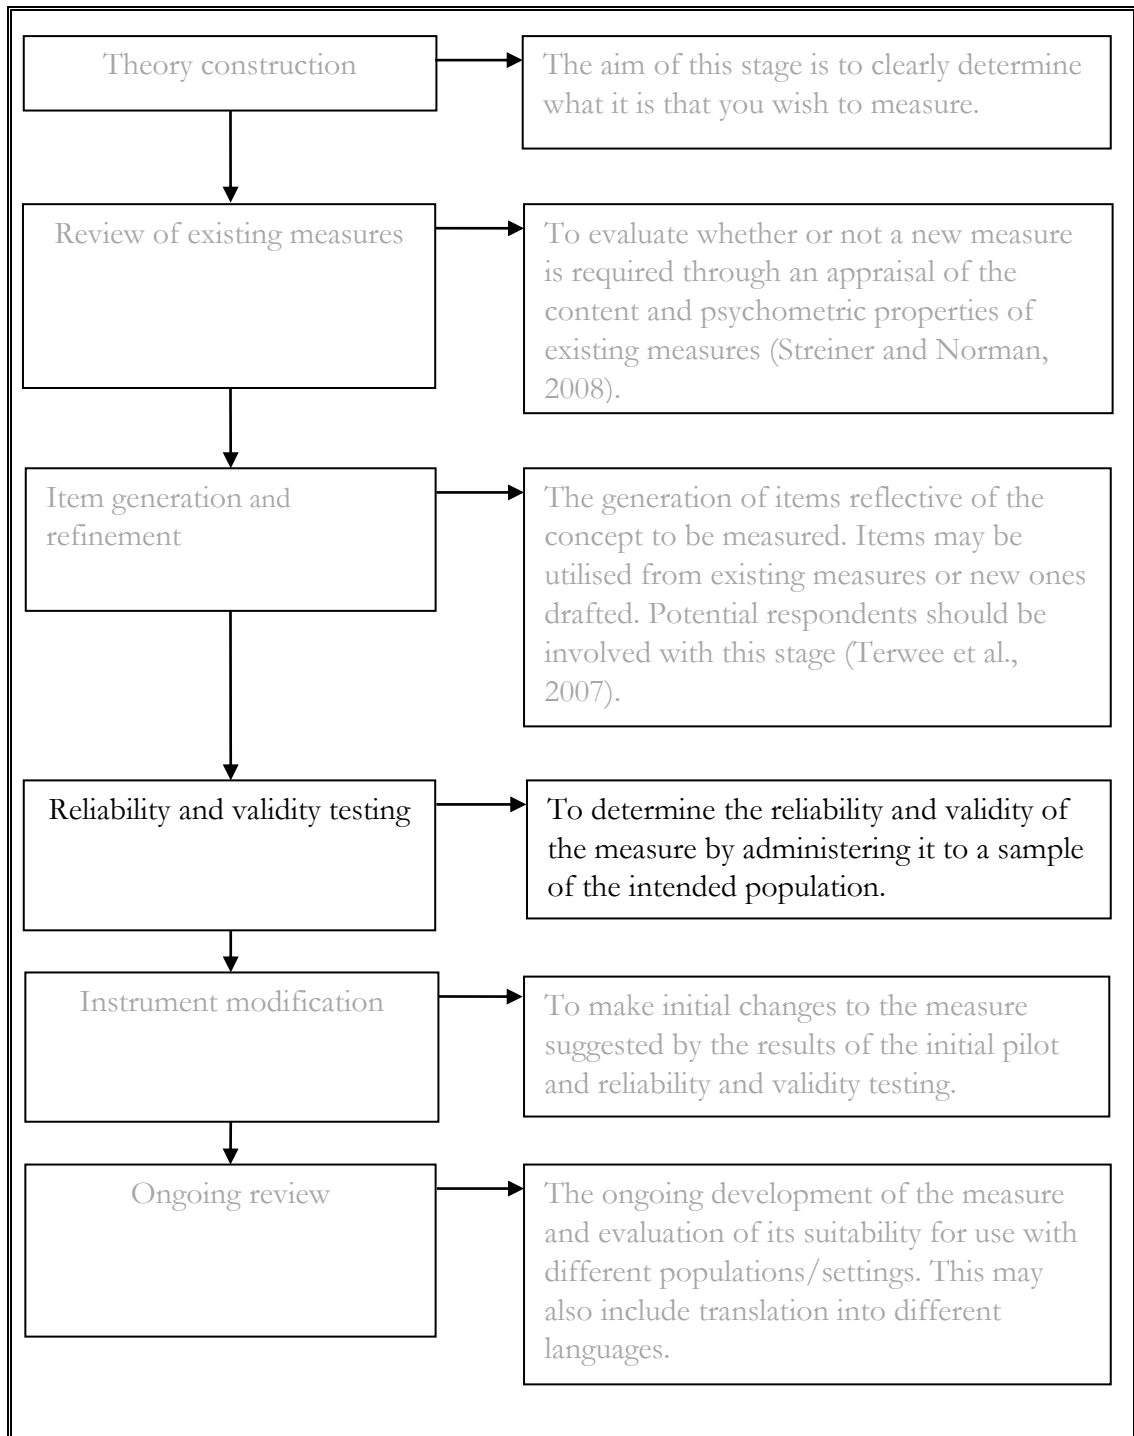 Theory construction
The aim of this stage is to clearly determine
what it is that you wish to measure.
Review of existing measures
To evaluate whether or not a new measure
is required through an appraisal of the
content and psychometric properties of
existing measures (Streiner and Norman,
2008).
Item generation and
refinement
The generation of items reflective of the
concept to be measured. Items may be
utilised from existing measures or new ones
drafted. Potential respondents should be
involved with this stage (Terwee et al.,
2007).
Reliability and validity testing
To determine the reliability and validity of
the measure by administering it to a sample
of the intended population.
Instrument modification
To make initial changes to the measure
suggested by the results of the initial pilot
and reliability and validity testing.
Ongoing review
The ongoing development of the measure
and evaluation of its suitability for use with
different populations/settings. This may
also include translation into different
languages.